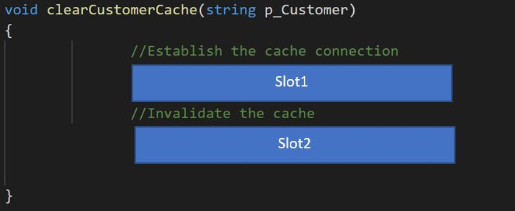 void clearCustomerCache(string p_Customer)
{
//Establish the cache connection
Slot1
//Invalidate the cache
Slot2
}